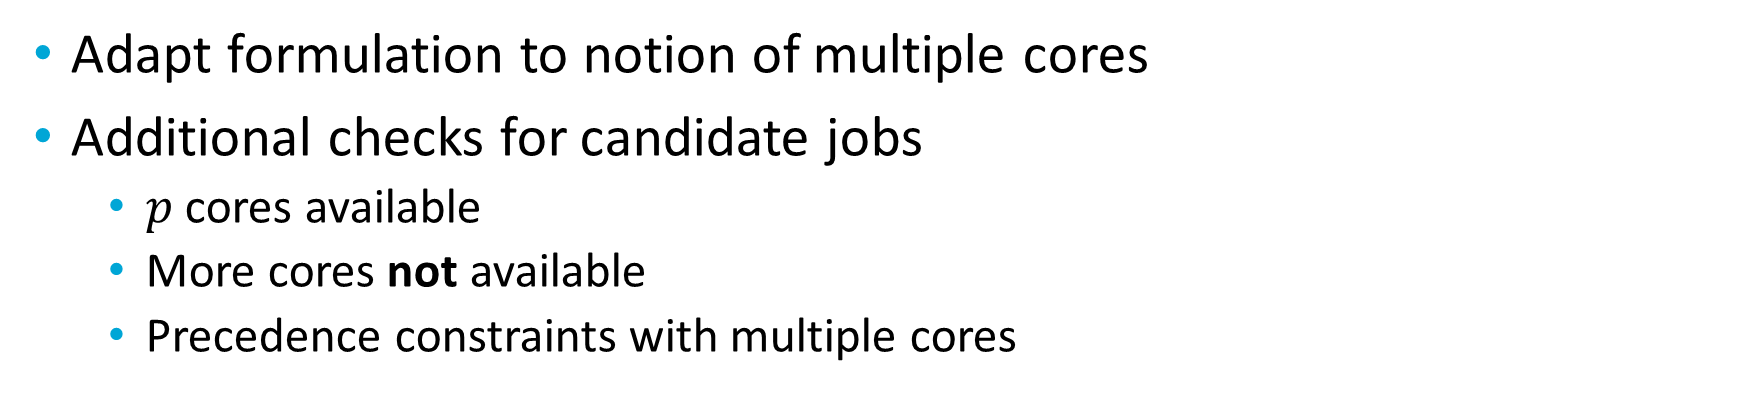 • Adapt formulation to notion of multiple cores
• Additional checks for candidate jobs
• p cores available
• More cores not available
• Precedence constraints with multiple cores